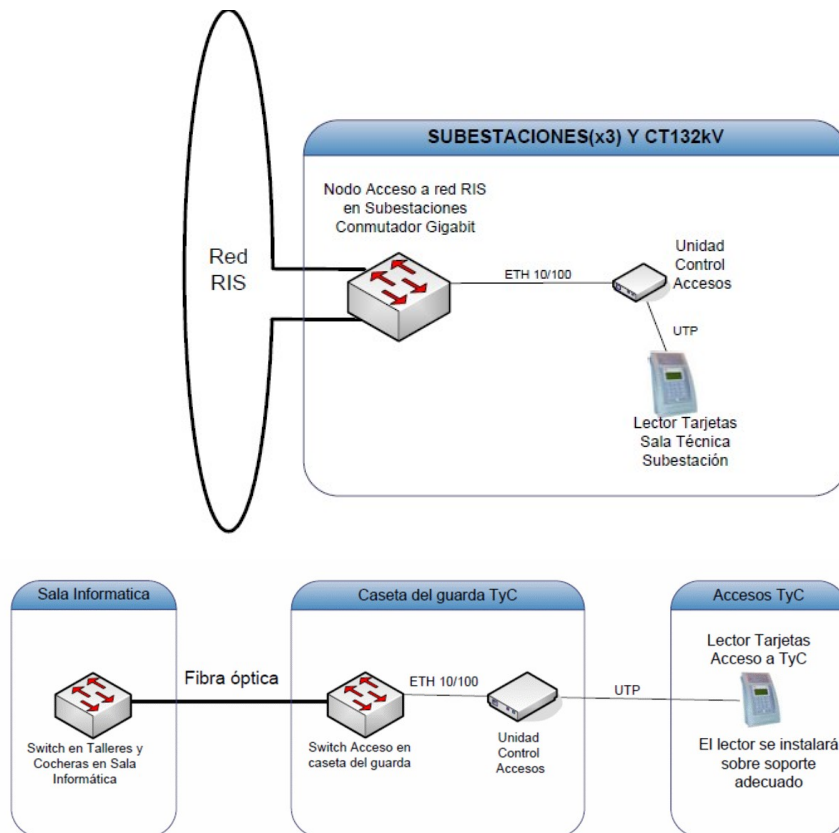 SUBESTACIONES(x3) Y CT132kV
Nodo Acceso a red RIS
en Subestaciones
Conmutador Gigabit
Red
RIS
ETH 10/100
Unidad
Control
Accesos
UTP
Lector Tarjetas
Sala Técnica
Subestación
Sala Informatica
Switch en Talleres y
Cocheras en Sala
Informática
Fibra óptica
Caseta del guarda TyC
ETH 10/100
Switch Acceso en
caseta del guarda
Unidad
Control
Accesos
UTP
Accesos TyC
Lector Tarjetas
Acceso a TyC
El lector se instalará
sobre soporte
adecuado